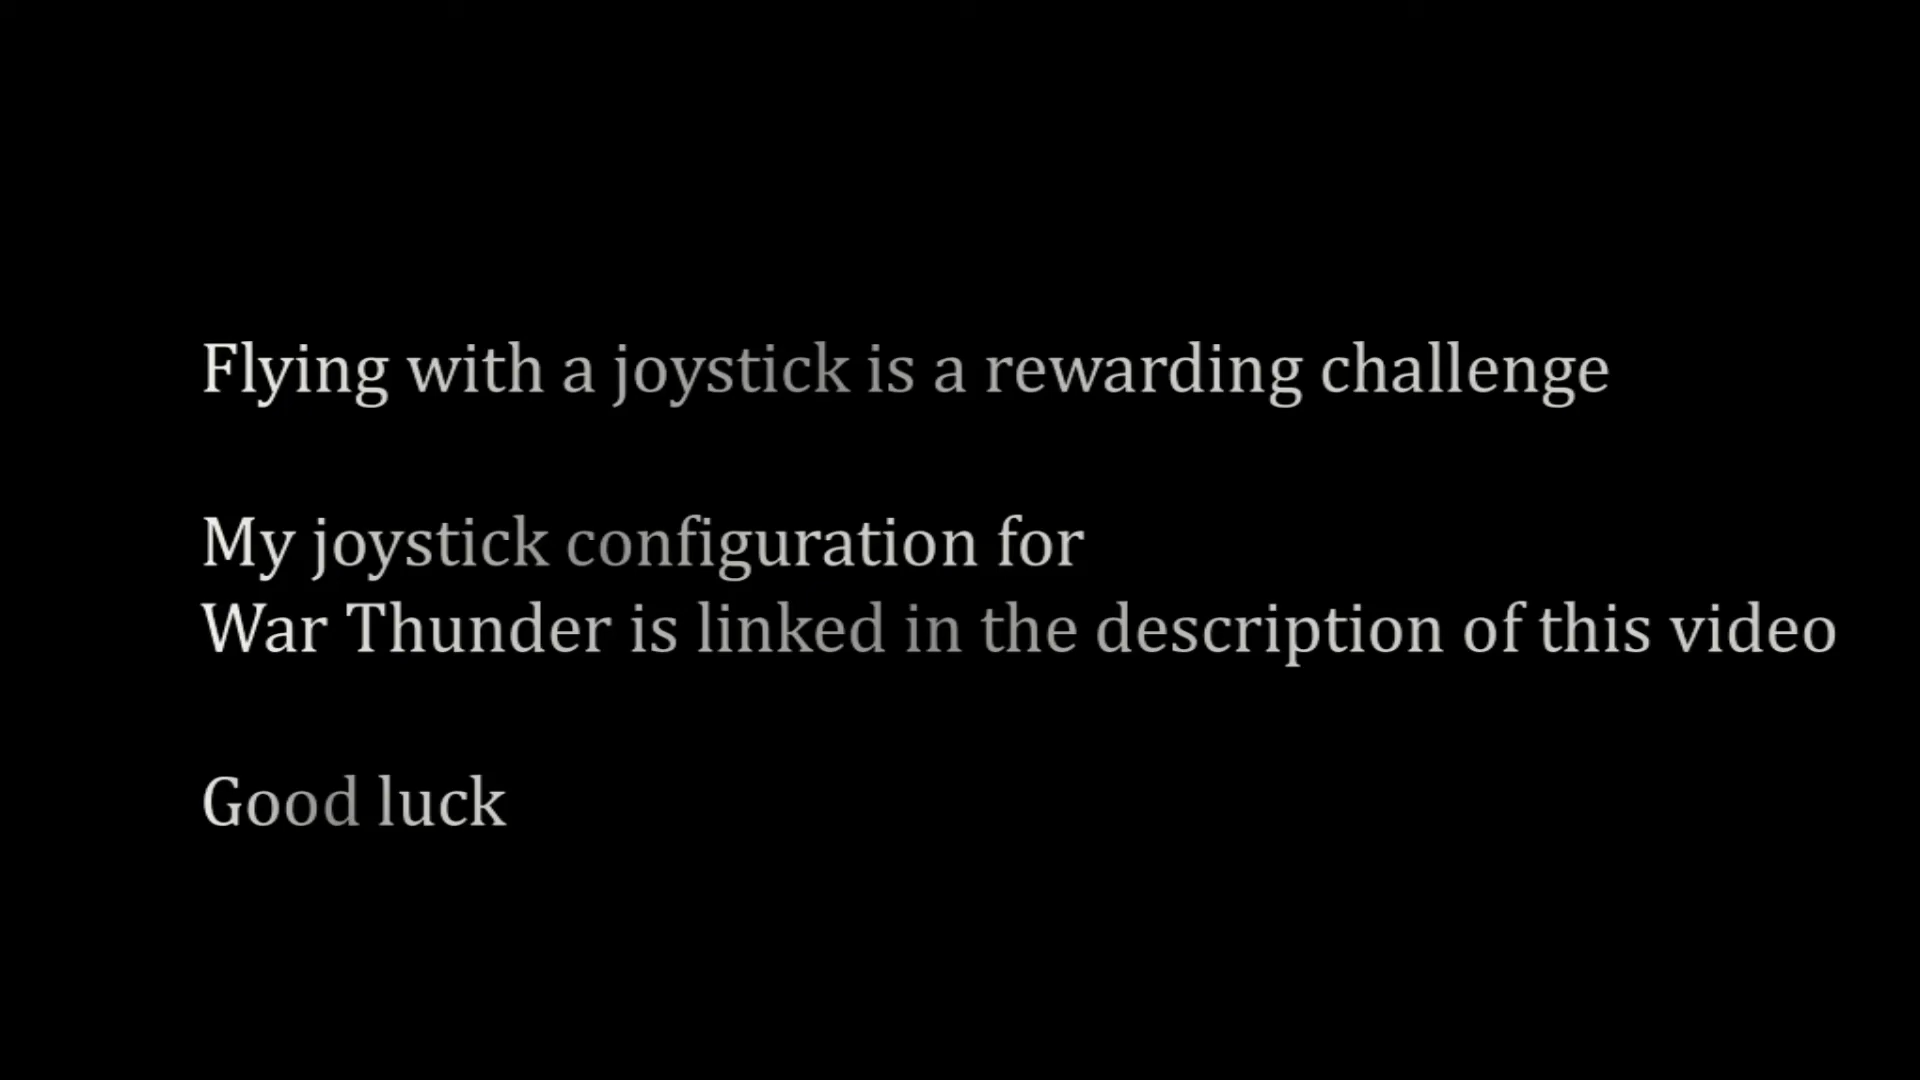 Flying with a joystick is a rewarding challenge
My joystick configuration for
War Thunder is linked in the description of this video
Good luck